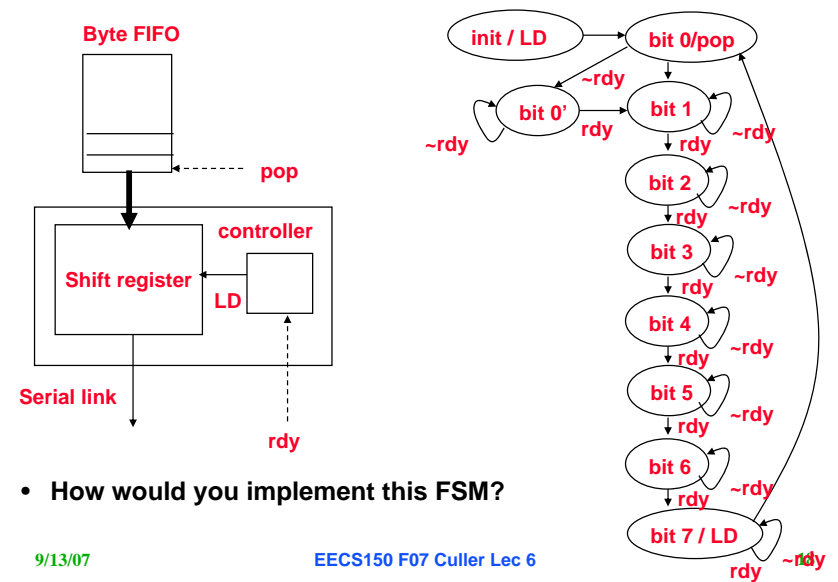 Byte FIFO
pop
controller
Shift register
LD
Serial link
rdy
init / LD
bit 0/pop
~rdy
bit 0’
rdy
~rdy
bit 1
~rdy
rdy
bit 2
~rdy
rdy
bit 3
~rdy
rdy
bit 4
~rdy
rdy
bit 5
~rdy
rdy
bit 6
~rdy
rdy
bit 7 / LD
~rdy
rdy
• How would you implement this FSM?
9/13/07 EECS150 F07 Culler Lec 6